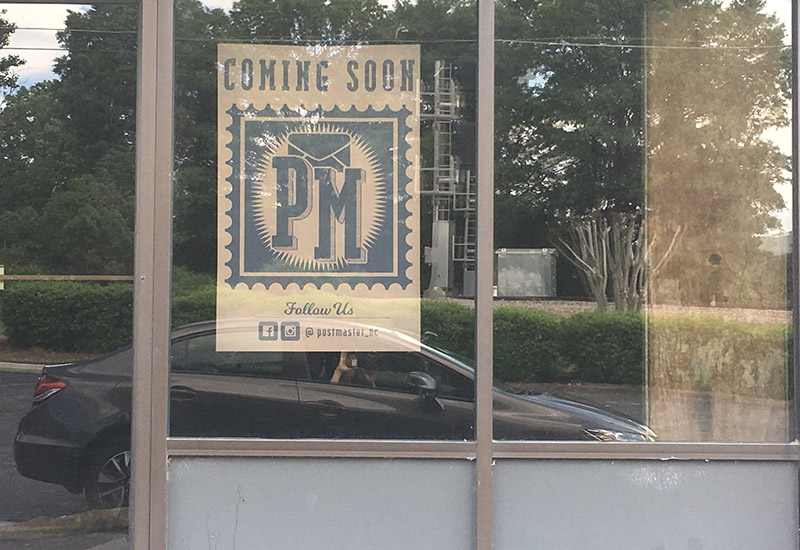 COMING SOON
PM
Follow Us
@ postmaster_nc